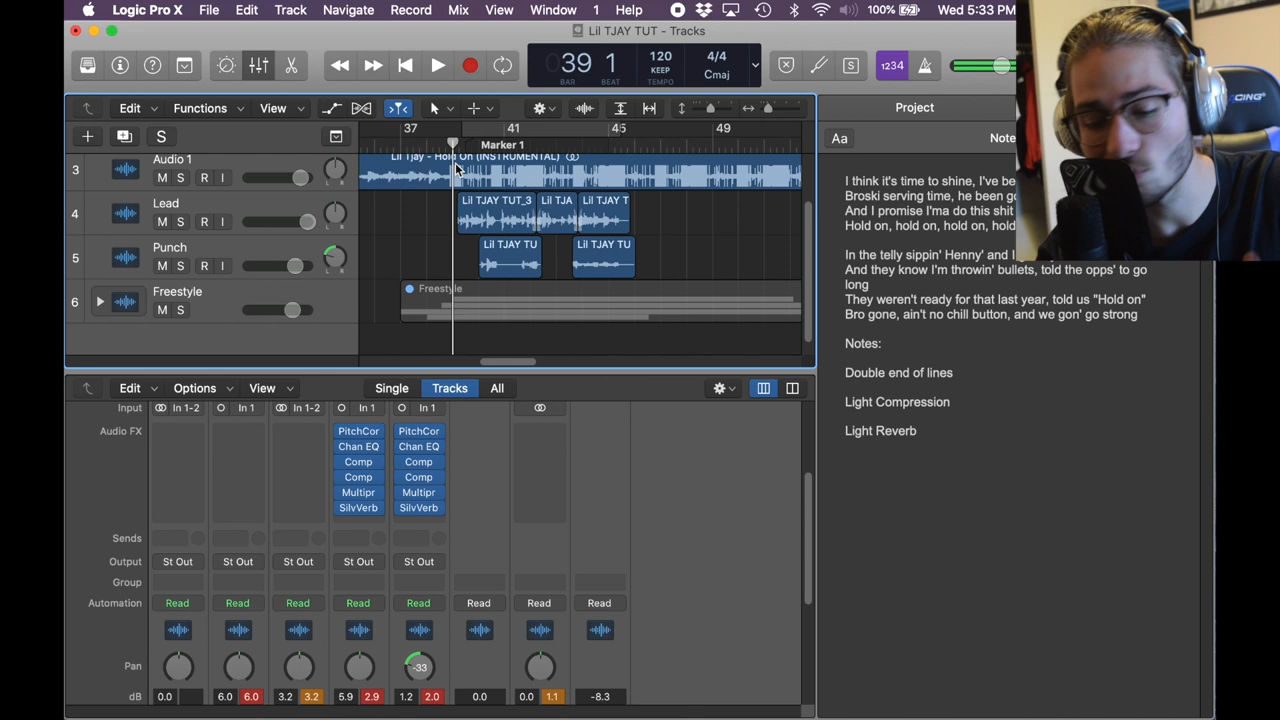 Logic Pro X File Edit Track Navigate Record Mix View Window 1 Help 100% Wed 5:33 PM
Lil TJAY TUT - Tracks
39 1 120 4/4
KEEP Cmaj
BAR BEAT TEMPO
1234
CING
Edit Functions View
Project
S
37 41 45 49
Marker 1
Aa
Note
3 Audio 1
M S R I
L R
Lil Tjay - Hold On (INSTRUMENTAL)
4 Lead
M S R I
L R
Lil TJAY TUT_3 Lil TJA Lil TJAY T
5 Punch
M S R I
L R
Lil TJAY TU Lil TJAY TU
6 Freestyle
M S
Freestyle
I think it's time to shine, I've be
Broski serving time, he been g
And I promise I'ma do this shit
Hold on, hold on, hold on, hold
In the telly sippin' Henny' and I
And they know I'm throwin' bullets, told the opps' to go
long
They weren't ready for that last year, told us "Hold on"
Bro gone, ain't no chill button, and we gon' go strong
Notes:
Double end of lines
Light Compression
Light Reverb
Edit Options View Single Tracks All
Input In 1-2 In 1 In 1-2 In 1 In 1
Audio FX PitchCor PitchCor
Chan EQ Chan EQ
Comp Comp
Comp Comp
Multipr Multipr
SilvVerb SilvVerb
Sends
Output St Out St Out St Out St Out St Out
Group
Automation Read Read Read Read Read Read Read Read
Pan -33
dB 0.0 6.0 6.0 3.2 3.2 5.9 2.9 1.2 2.0 0.0 0.0 1.1 -8.3